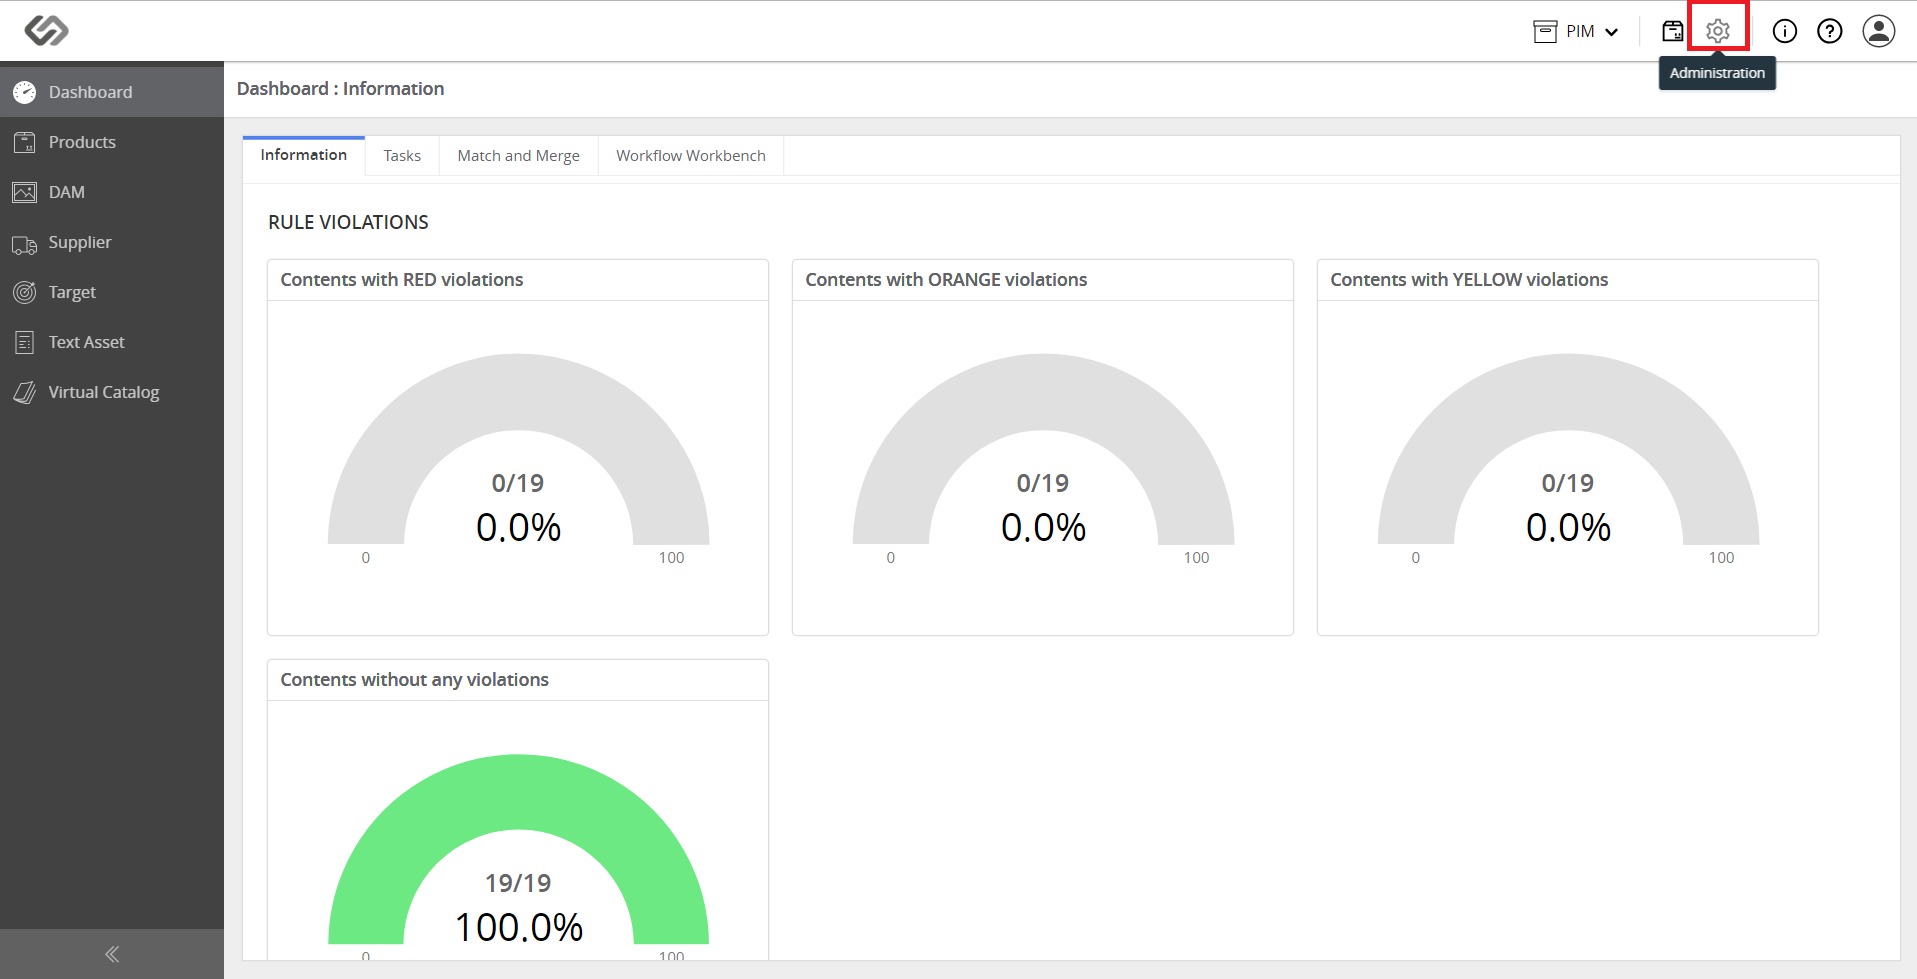 PIM
Administration
Dashboard
Products
DAM
Supplier
Target
Text Asset
Virtual Catalog
Dashboard : Information
Information Tasks Match and Merge Workflow Workbench
RULE VIOLATIONS
Contents with RED violations
0/19
0.0%
0 100
Contents with ORANGE violations
0/19
0.0%
0 100
Contents with YELLOW violations
0/19
0.0%
0 100
Contents without any violations
19/19
100.0%
0 100